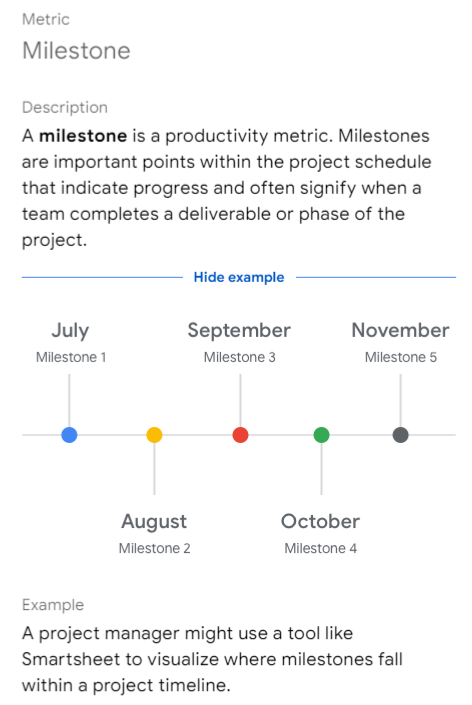 Metric
Milestone
Description
A milestone is a productivity metric. Milestones
are important points within the project schedule
that indicate progress and often signify when a
team completes a deliverable or phase of the
project.
Hide example
July
Milestone 1
September
Milestone 3
November
Milestone 5
August
Milestone 2
October
Milestone 4
Example
A project manager might use a tool like
Smartsheet to visualize where milestones fall
within a project timeline.